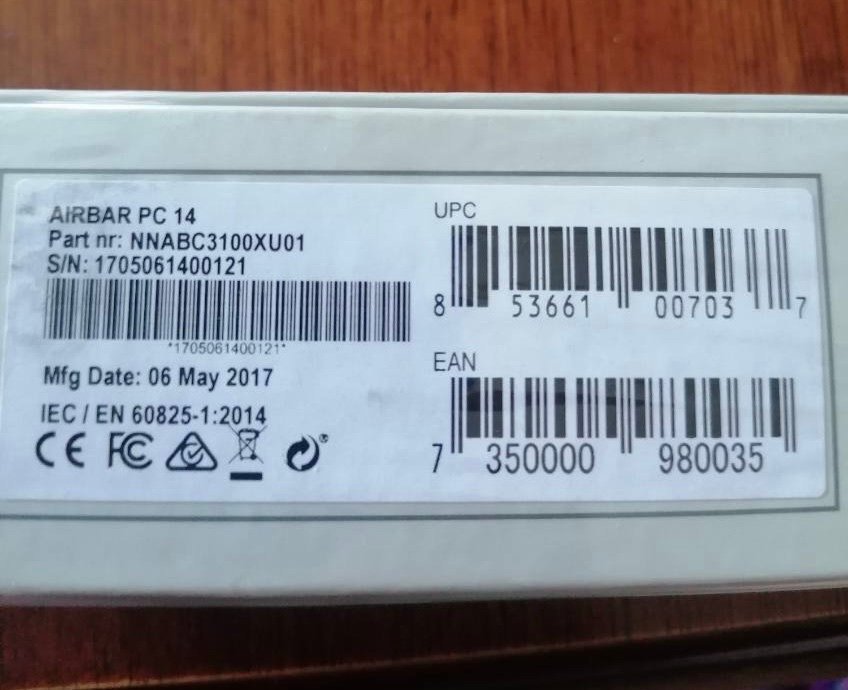 AIRBAR PC 14
Part nr: NNABC3100XU01
S/N: 1705061400121
*1705061400121*
Mfg Date: 06 May 2017
IEC / EN 60825-1:2014
CE FC
UPC
8 53661 00703 7
EAN
7 350000 980035